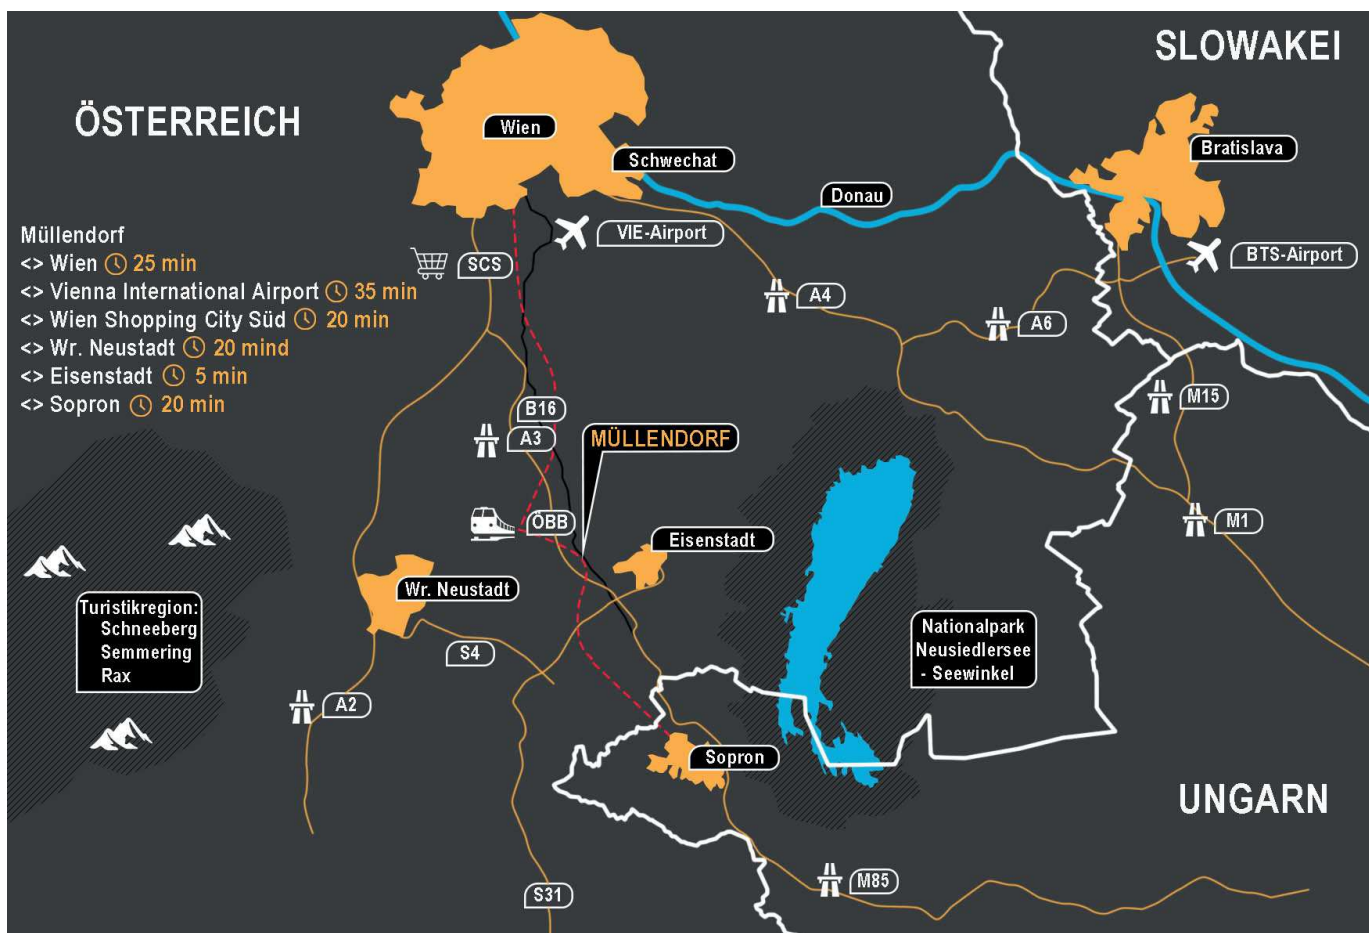 SLOWAKEI
ÖSTERREICH
Wien
Schwechat
Bratislava
Donau
VIE-Airport
BTS-Airport
SCS
Müllendorf
<> Wien 25 min
<> Vienna International Airport 35 min
<> Wien Shopping City Süd 20 min
<> Wr. Neustadt 20 mind
<> Eisenstadt 5 min
<> Sopron 20 min
A4
A6
M15
B16
A3
MÜLLENDORF
ÖBB
M1
Eisenstadt
Wr. Neustadt
Turistikregion:
Schneeberg
Semmering
Rax
S4
Nationalpark
Neusiedlersee
- Seewinkel
A2
Sopron
UNGARN
M85
S31